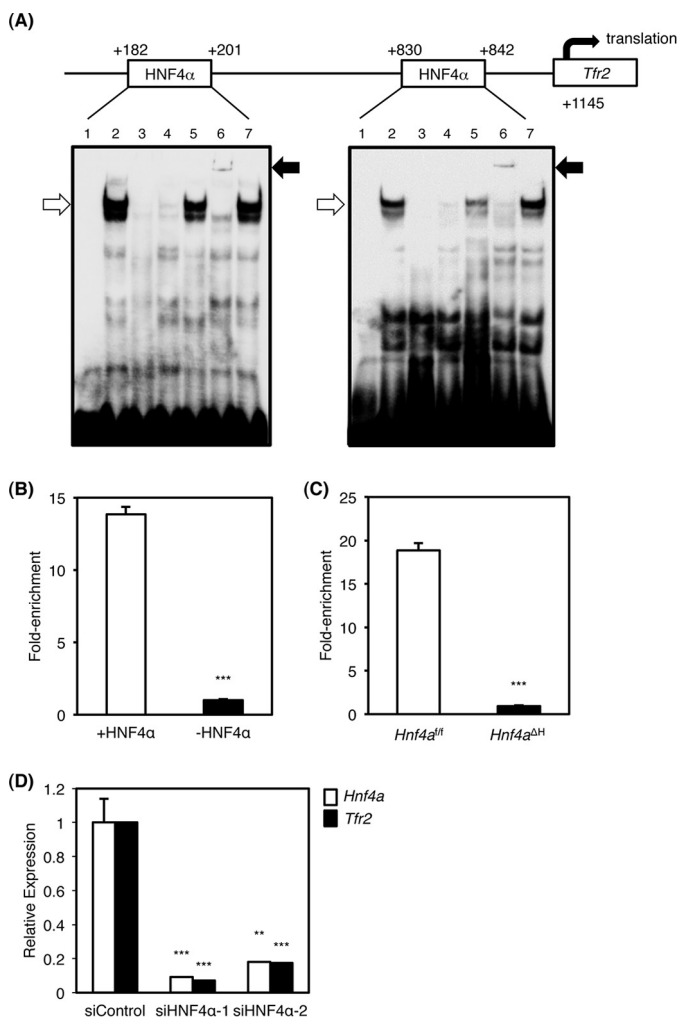 (A)
+182 +201 +830 +842 translation
HNF4α HNF4α Tfr2
+1145
1 2 3 4 5 6 7 1 2 3 4 5 6 7
(B) (C)
Fold-enrichment
15
10
5
0
***
+HNF4α -HNF4α
Fold-enrichment
25
20
15
10
5
0
***
Hnf4a^f/f Hnf4a^ΔH
(D)
Relative Expression
1.2
1
0.8
0.6
0.4
0.2
0
*** *** ** ***
siControl siHNF4α-1 siHNF4α-2
Hnf4a
Tfr2